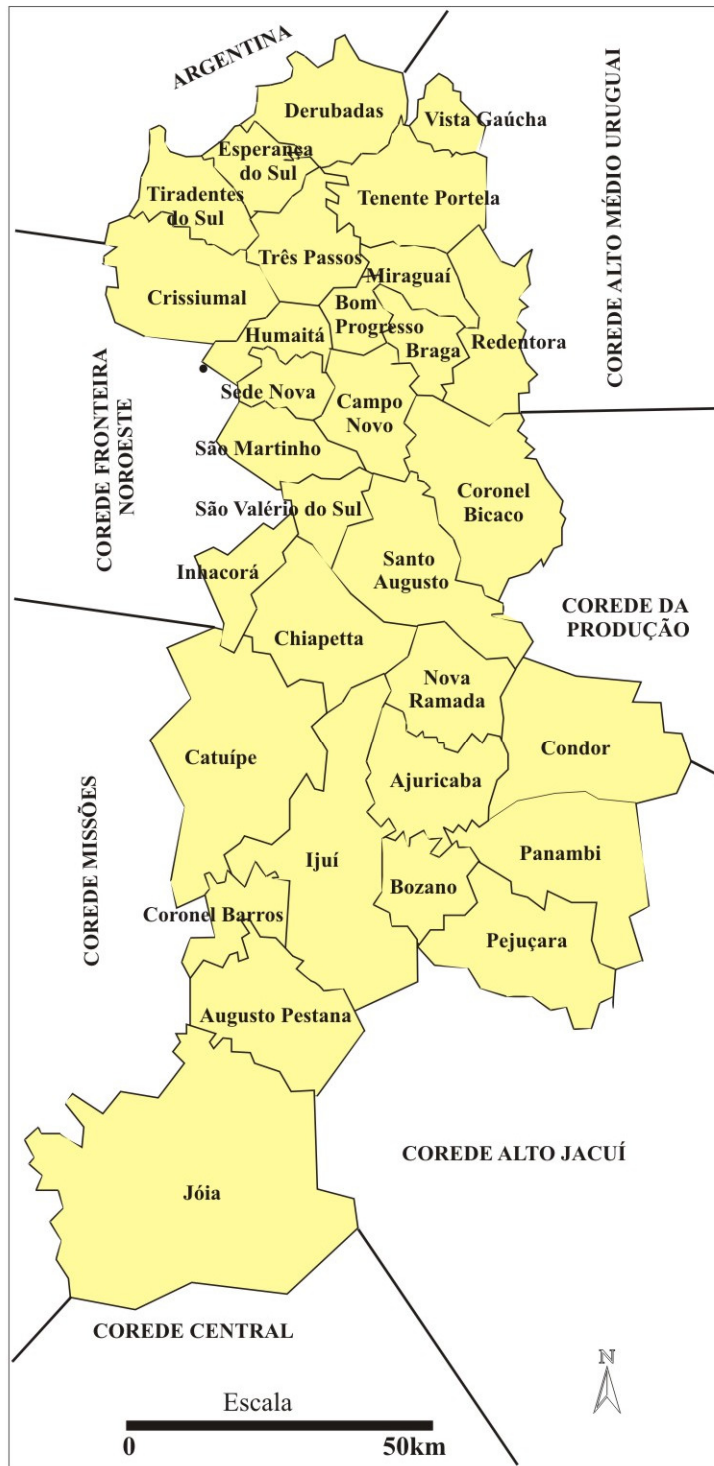 ARGENTINA
Derubadas
Vista Gaúcha
Esperança
do Sul
Tiradentes
do Sul
Tenente Portela
COREDE ALTO MÉDIO URUGUAI
Três Passos
Miraguaí
Crissiumal
Bom
Progresso
Humaitá
Braga
Redentora
Sede Nova
Campo
Novo
COREDE FRONTEIRA
NOROESTE
São Martinho
Coronel
Bicaco
São Valério do Sul
Santo
Augusto
Inhacorá
COREDE DA
PRODUÇÃO
Chiapetta
Nova
Ramada
Catuípe
Condor
Ajuricaba
COREDE MISSÕES
Ijuí
Panambi
Bozano
Coronel Barros
Pejuçara
Augusto Pestana
COREDE ALTO JACUÍ
Jóia
COREDE CENTRAL
N
Escala
0 50km